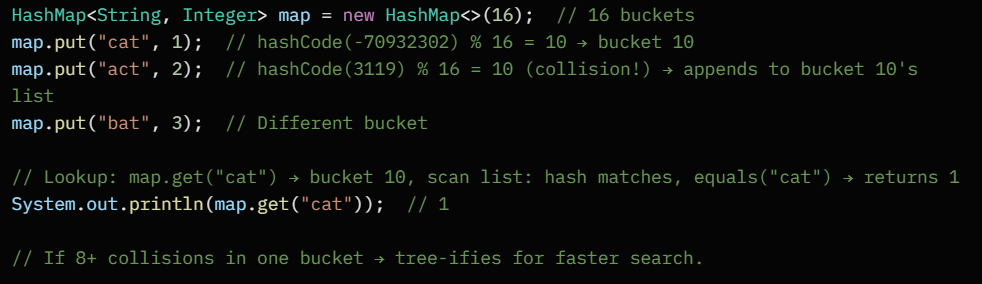 HashMap<String, Integer> map = new HashMap<>(16);  // 16 buckets
map.put("cat", 1);  // hashCode(-70932302) % 16 = 10 → bucket 10
map.put("act", 2);  // hashCode(3119) % 16 = 10 (collision!) → appends to bucket 10's
list
map.put("bat", 3);  // Different bucket
// Lookup: map.get("cat") → bucket 10, scan list: hash matches, equals("cat") → returns 1
System.out.println(map.get("cat"));  // 1
// If 8+ collisions in one bucket → tree-ifies for faster search.